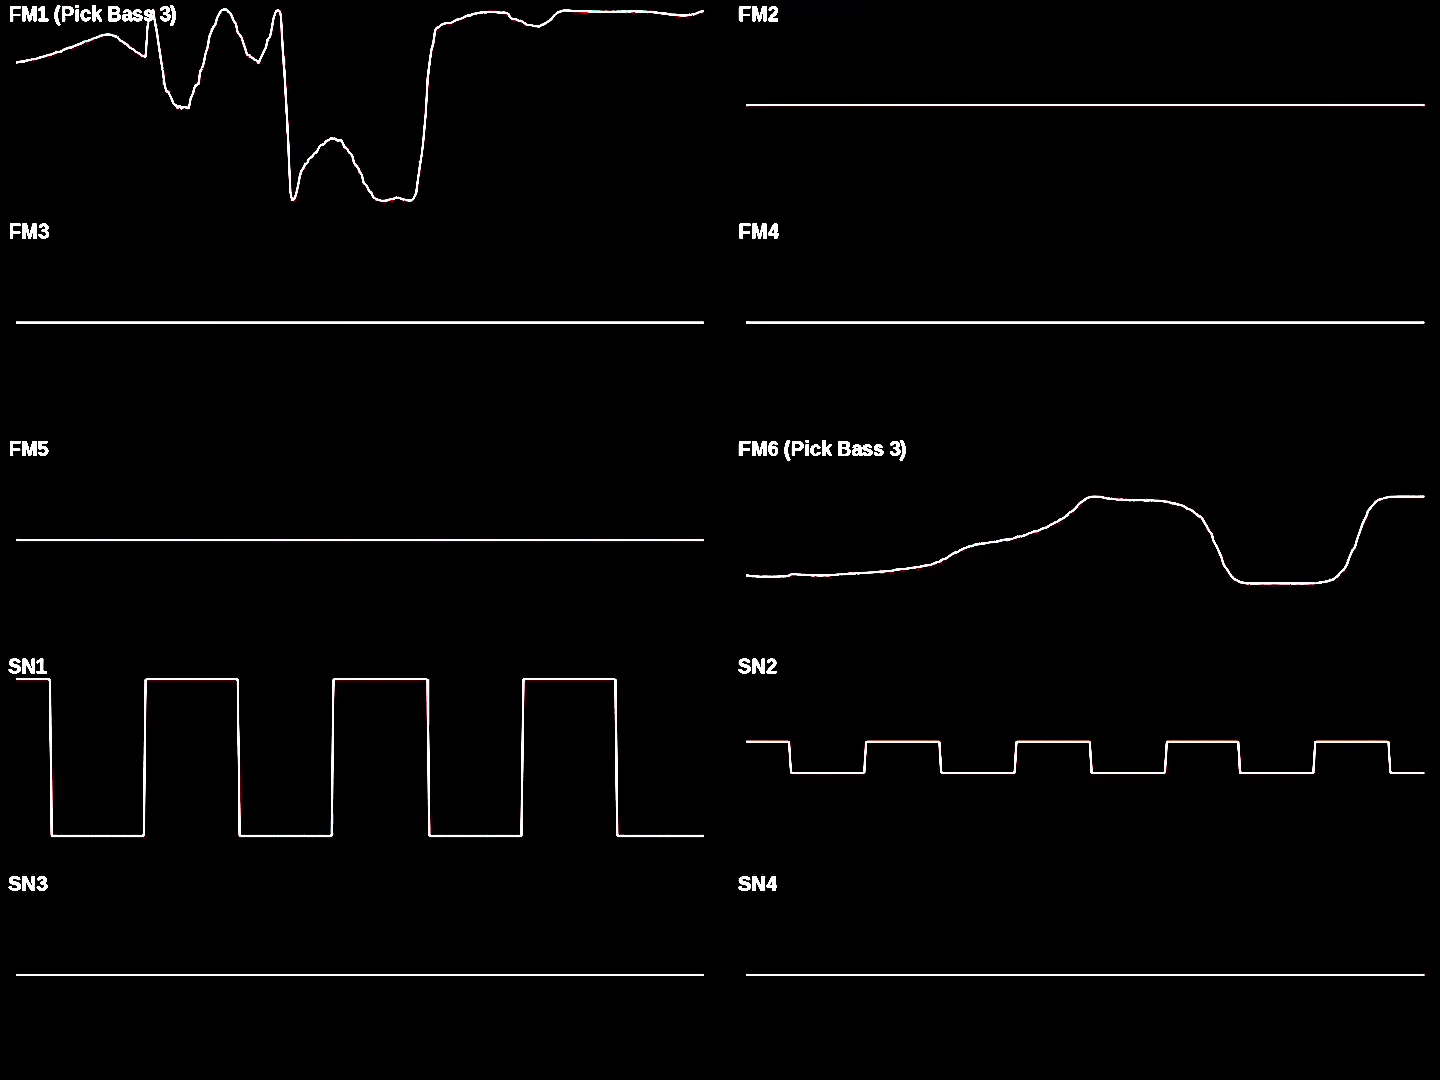 FM1 (Pick Bass 3)
FM2
FM3
FM4
FM5
FM6 (Pick Bass 3)
SN1
SN2
SN3
SN4